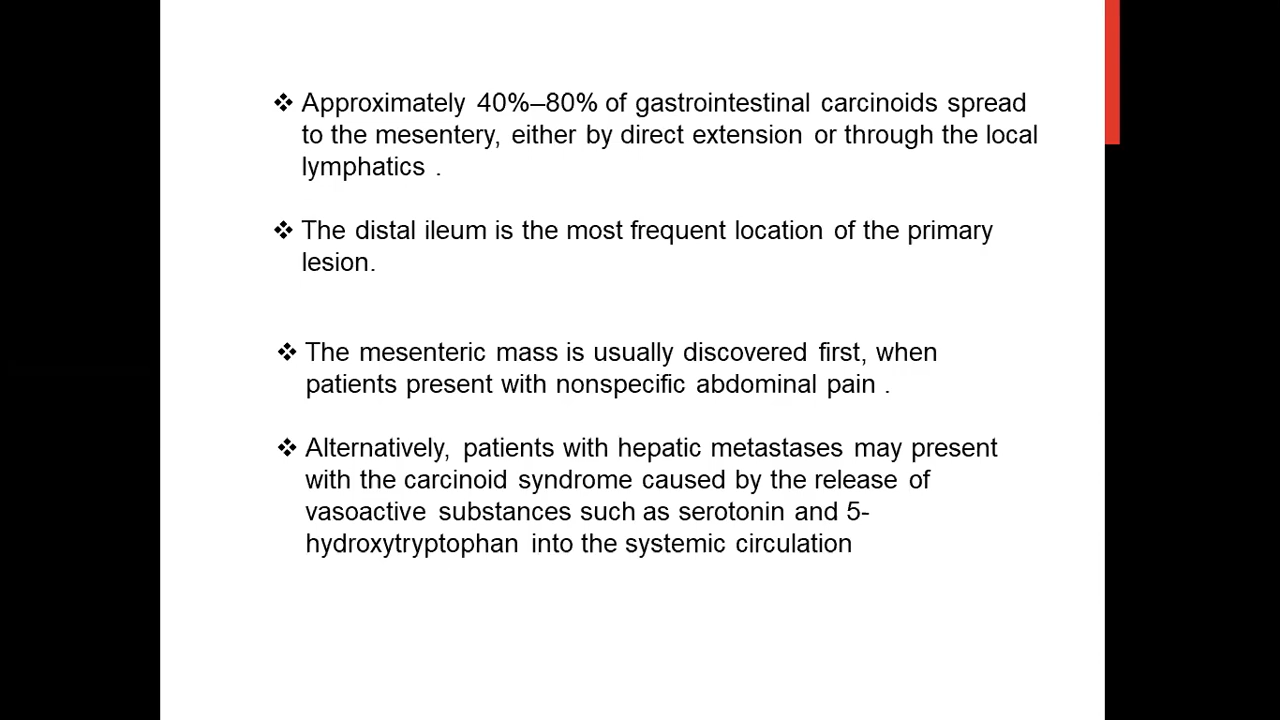 ❖ Approximately 40%–80% of gastrointestinal carcinoids spread
to the mesentery, either by direct extension or through the local
lymphatics .
❖ The distal ileum is the most frequent location of the primary
lesion.
❖ The mesenteric mass is usually discovered first, when
patients present with nonspecific abdominal pain .
❖ Alternatively, patients with hepatic metastases may present
with the carcinoid syndrome caused by the release of
vasoactive substances such as serotonin and 5-
hydroxytryptophan into the systemic circulation